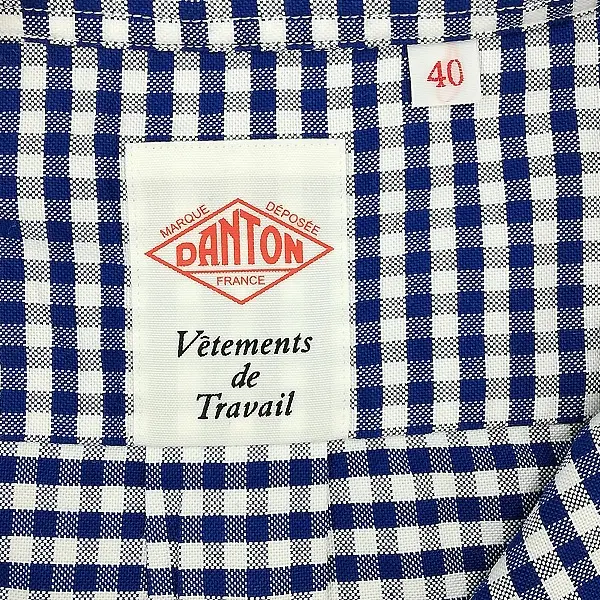 40
MARQUE DÉPOSÉE
DANTON
FRANCE
Vêtements
de
Travail